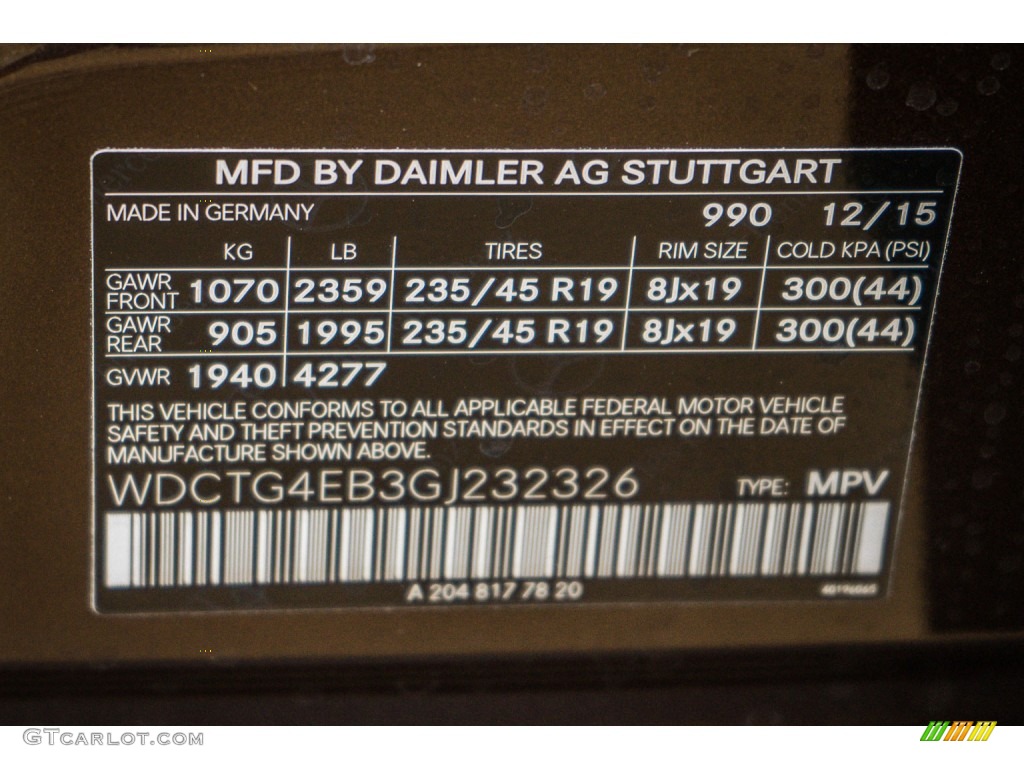 MFD BY DAIMLER AG STUTTGART
MADE IN GERMANY 990 12/15
KG LB TIRES RIM SIZE COLD KPA (PSI)
GAWR FRONT 1070 2359 235/45 R19 8Jx19 300(44)
GAWR REAR 905 1995 235/45 R19 8Jx19 300(44)
GVWR 1940 4277
THIS VEHICLE CONFORMS TO ALL APPLICABLE FEDERAL MOTOR VEHICLE
SAFETY AND THEFT PREVENTION STANDARDS IN EFFECT ON THE DATE OF
MANUFACTURE SHOWN ABOVE.
WDCTG4EB3GJ232326 TYPE: MPV
A 204 817 78 20
GTCARLOT.COM